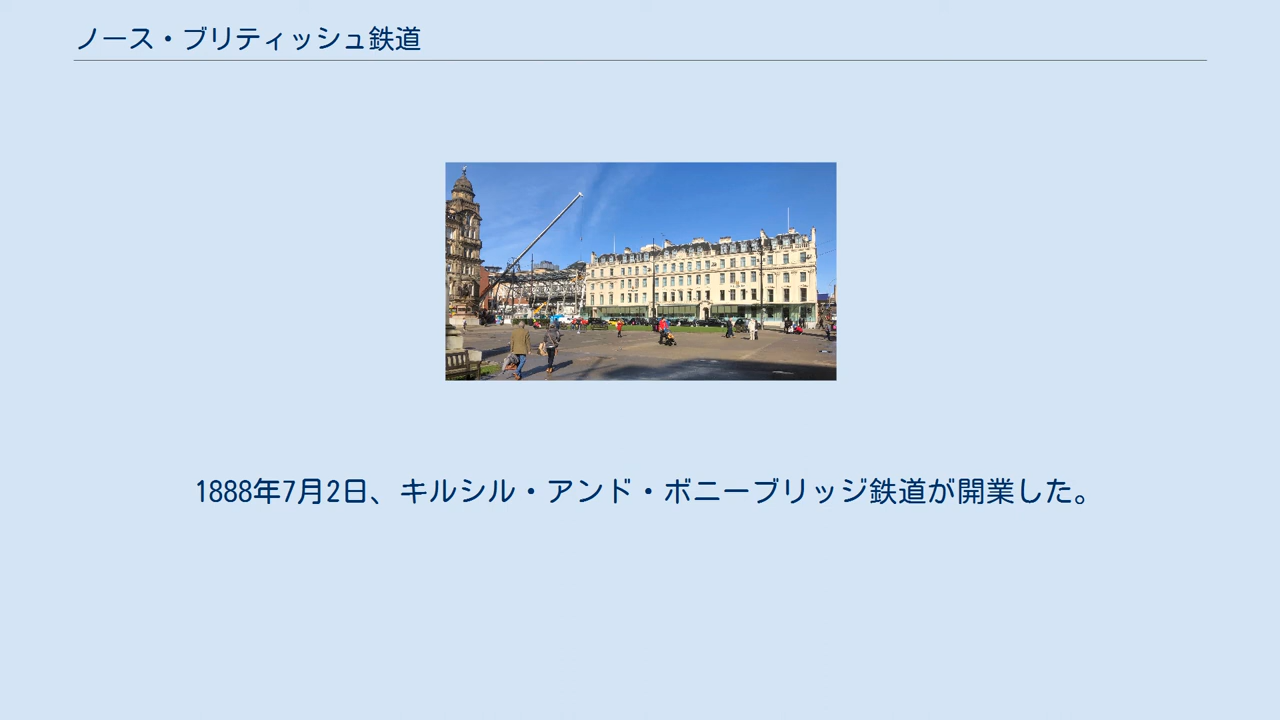 ノース・ブリティッシュ鉄道
1888年7月2日、キルシル・アンド・ボニーブリッジ鉄道が開業した。